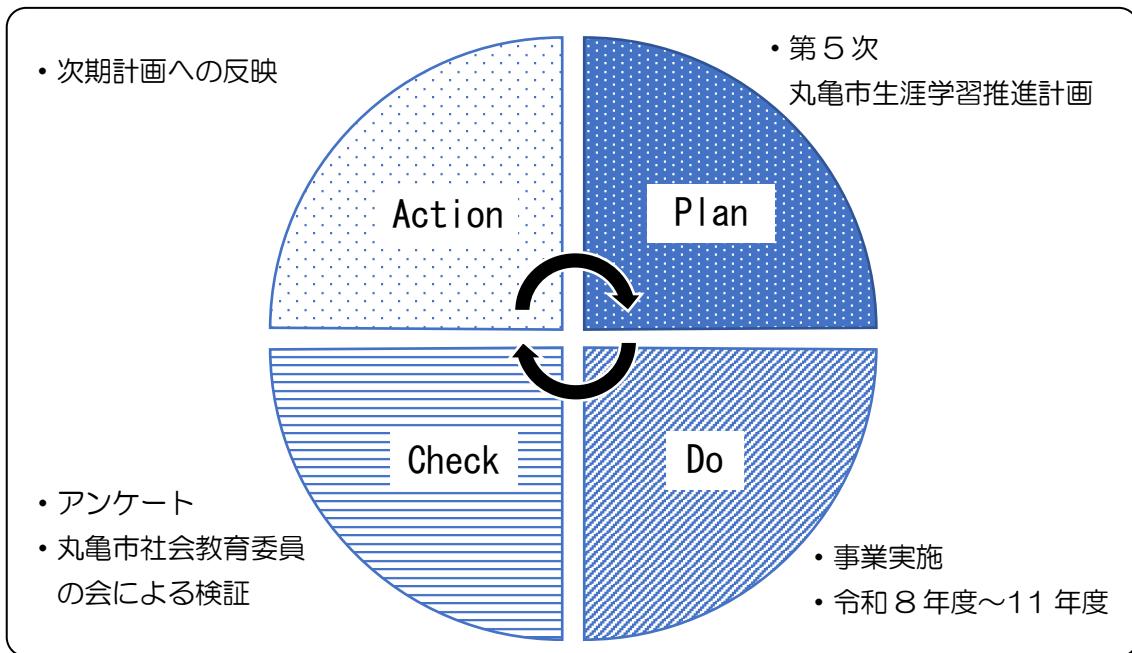 ・次期計画への反映
・第５次
丸亀市生涯学習推進計画
Action
Plan
Check
Do
・アンケート
・丸亀市社会教育委員
の会による検証
・事業実施
・令和８年度～11年度